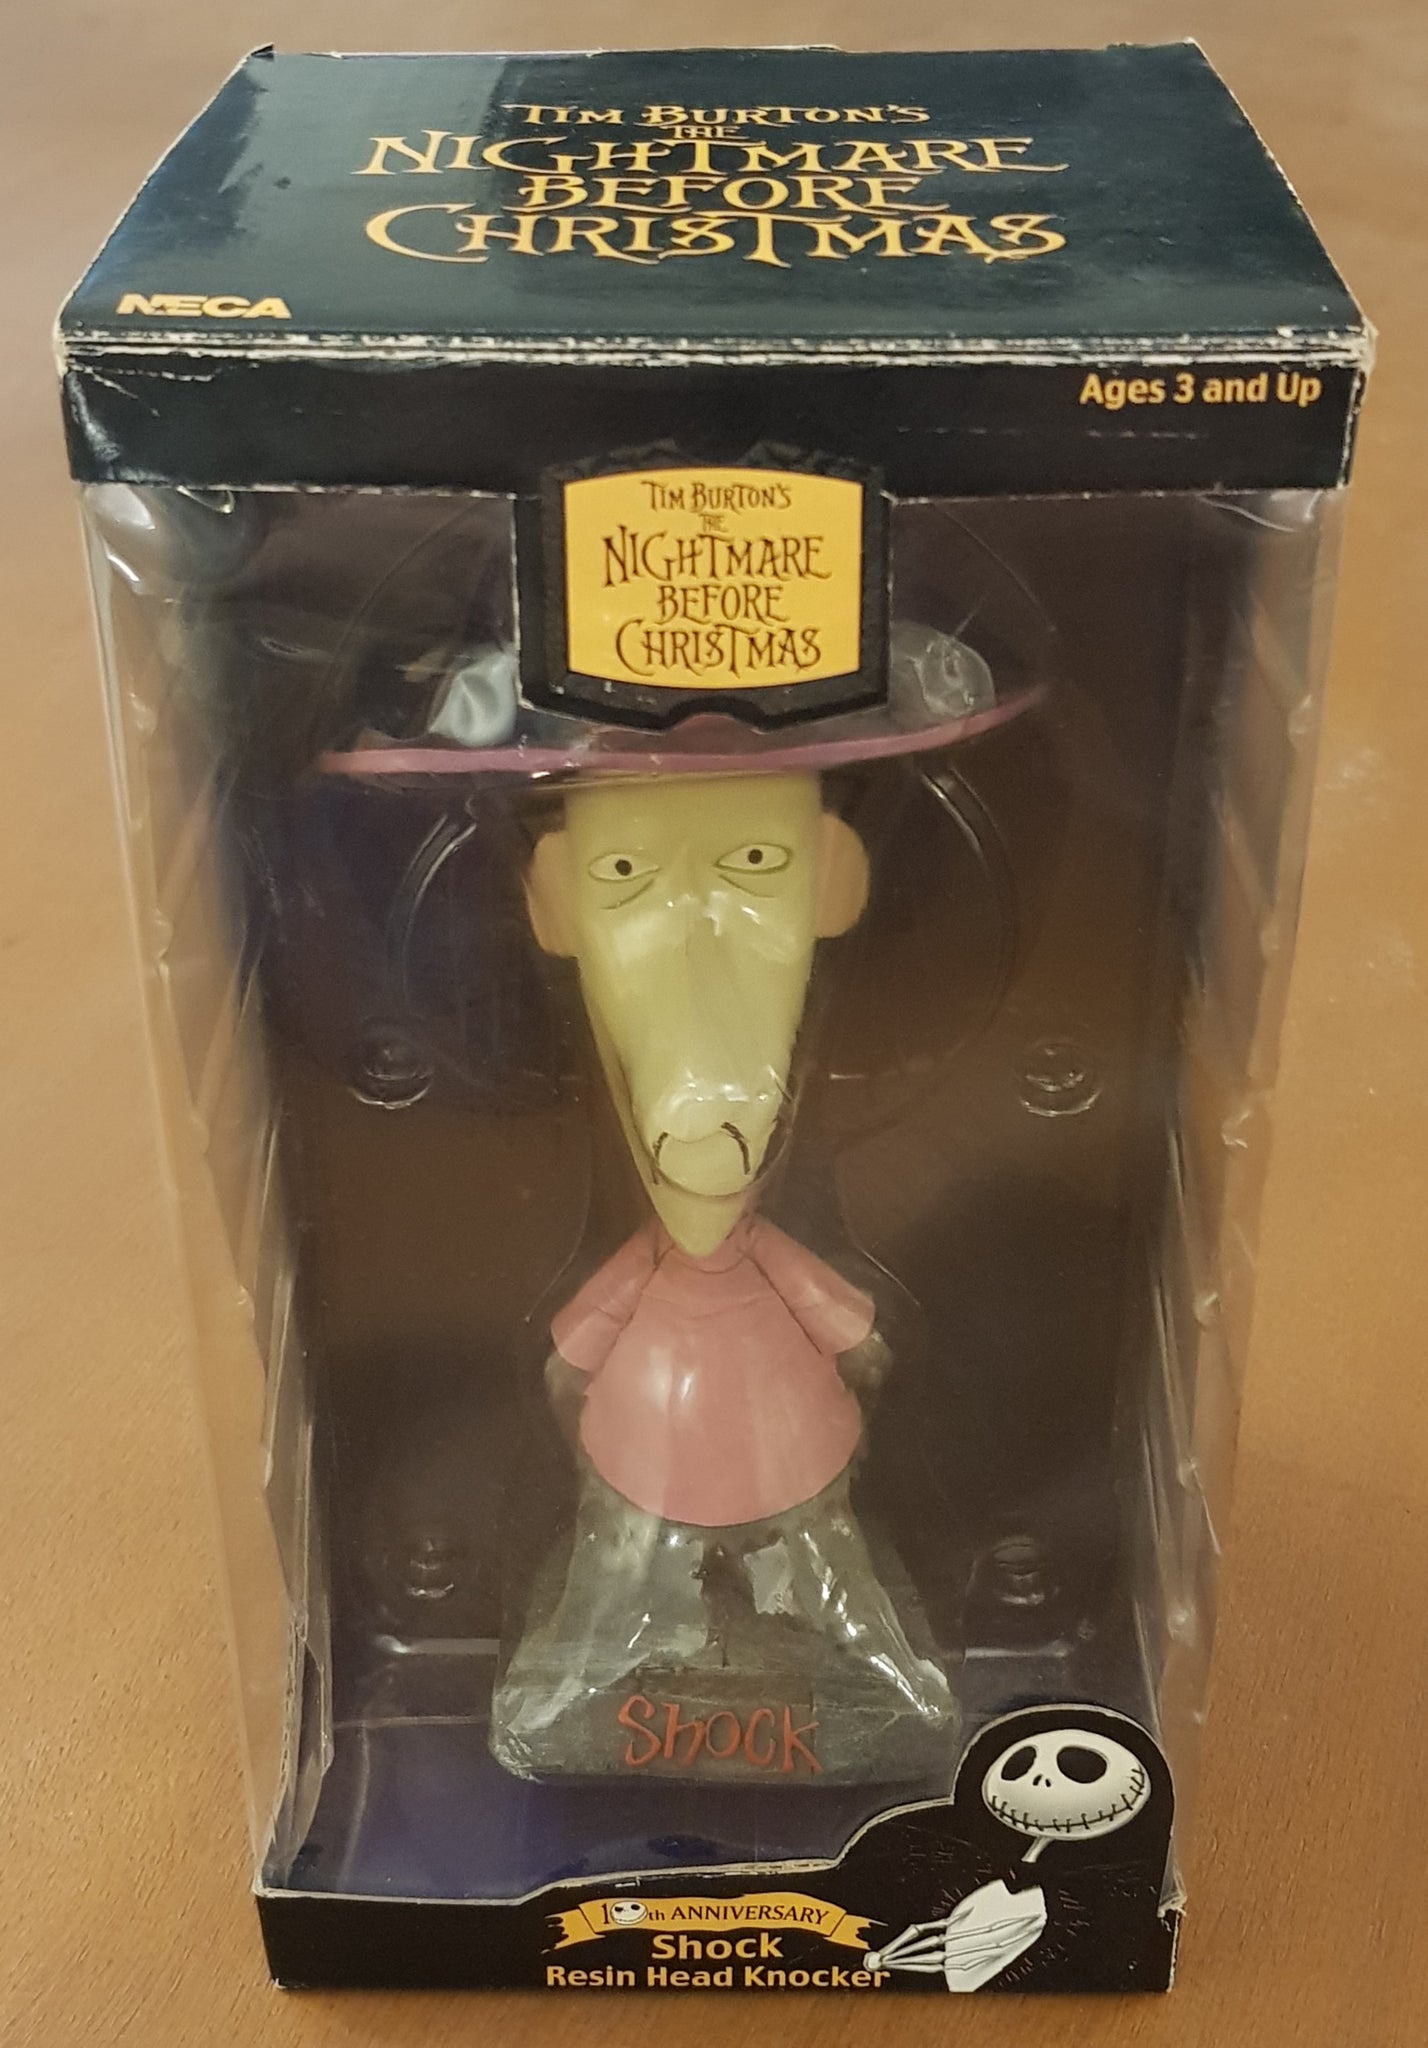 TIM BURTON'S
THE
NIGHTMARE
BEFORE
CHRISTMAS
NECA
Ages 3 and Up
TIM BURTON'S
THE
NIGHTMARE
BEFORE
CHRISTMAS
Shock
10th ANNIVERSARY
Shock
Resin Head Knocker